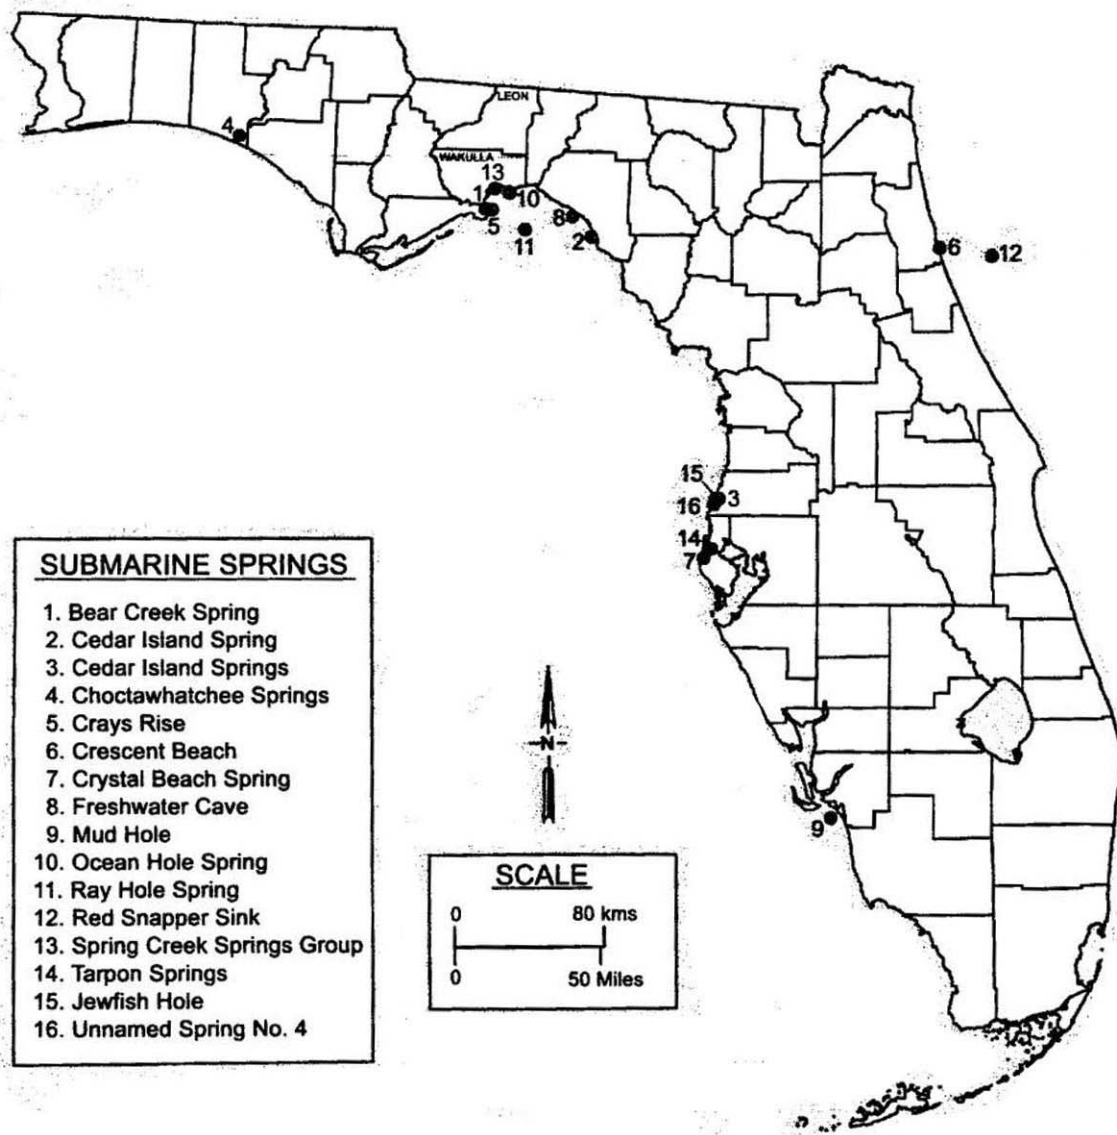 LEON
WAKULLA
4
13
1
10
5
11
8
2
6
12
15
3
16
14
7
9
SUBMARINE SPRINGS
1. Bear Creek Spring
2. Cedar Island Spring
3. Cedar Island Springs
4. Choctawhatchee Springs
5. Crays Rise
6. Crescent Beach
7. Crystal Beach Spring
8. Freshwater Cave
9. Mud Hole
10. Ocean Hole Spring
11. Ray Hole Spring
12. Red Snapper Sink
13. Spring Creek Springs Group
14. Tarpon Springs
15. Jewfish Hole
16. Unnamed Spring No. 4
N
SCALE
0 80 kms
0 50 Miles